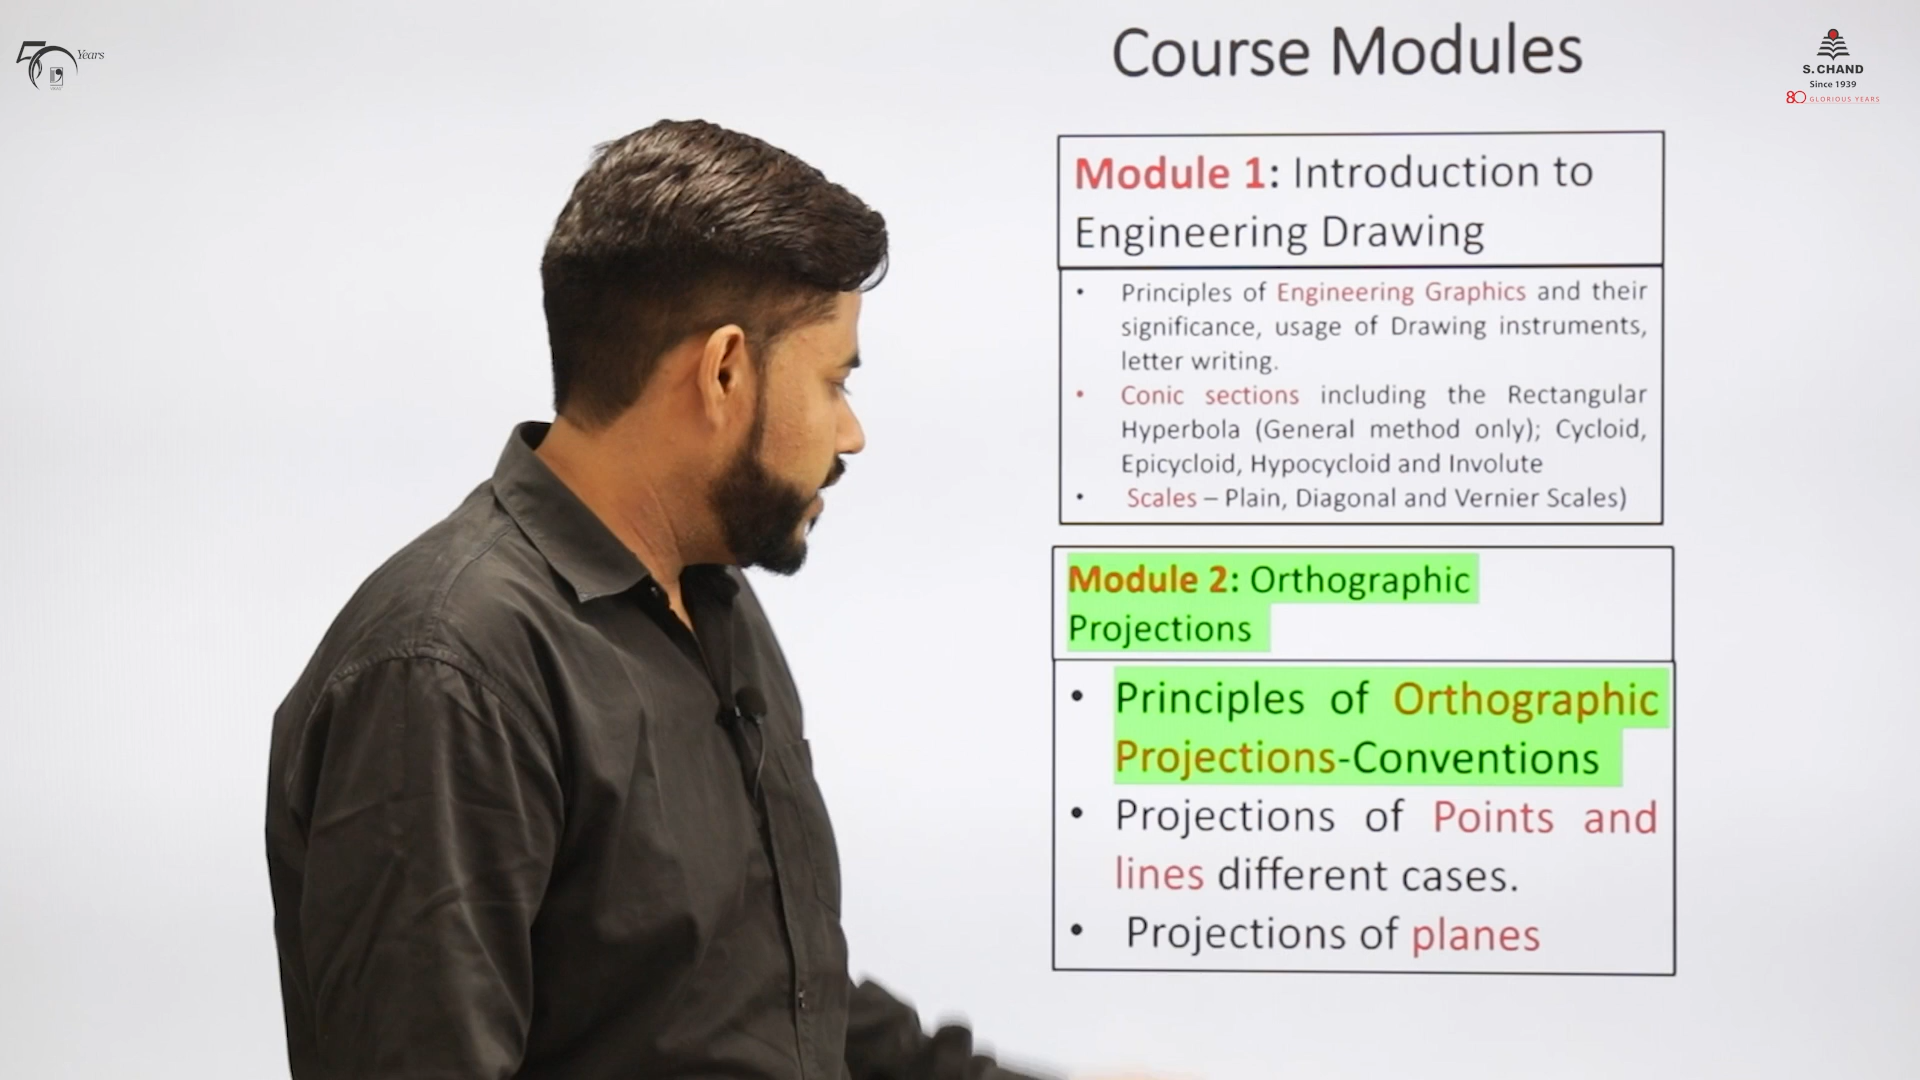 50 Years
Course Modules
S. CHAND
Since 1939
80 GLORIOUS YEARS
Module 1: Introduction to
Engineering Drawing
• Principles of Engineering Graphics and their
significance, usage of Drawing instruments,
letter writing.
• Conic sections including the Rectangular
Hyperbola (General method only); Cycloid,
Epicycloid, Hypocycloid and Involute
• Scales – Plain, Diagonal and Vernier Scales)
Module 2: Orthographic
Projections
• Principles of Orthographic
Projections-Conventions
• Projections of Points and
lines different cases.
• Projections of planes